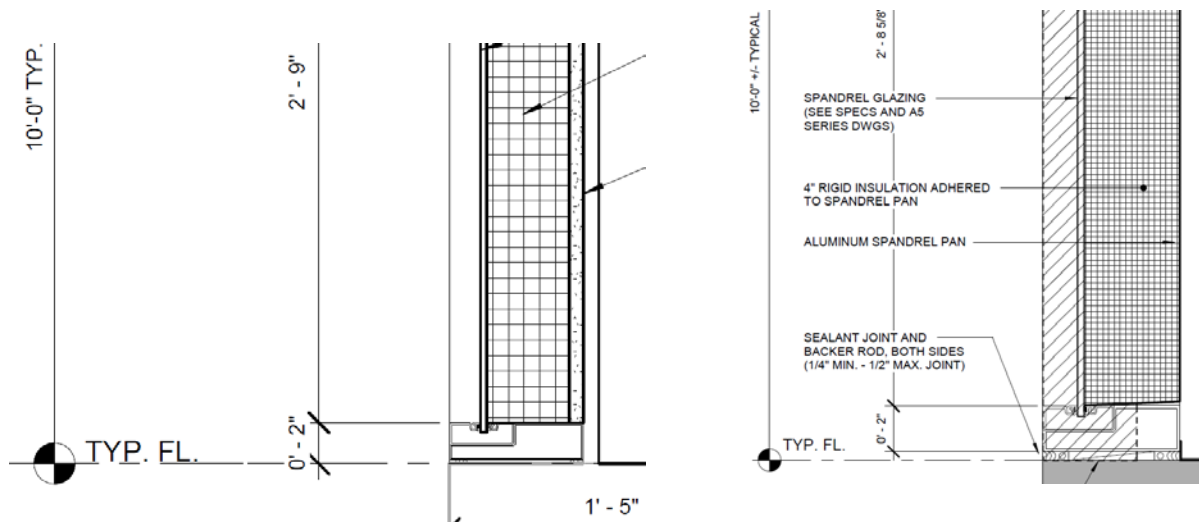 10'-0" TYP.
2' - 9"
0' - 2"
TYP. FL.
1' - 5"
10'-0" +/- TYPICAL
2' - 8 5/8"
SPANDREL GLAZING
(SEE SPECS AND A5
SERIES DWGS)
4" RIGID INSULATION ADHERED
TO SPANDREL PAN
ALUMINUM SPANDREL PAN
SEALANT JOINT AND
BACKER ROD, BOTH SIDES
(1/4" MIN. - 1/2" MAX. JOINT)
0' - 2"
TYP. FL.